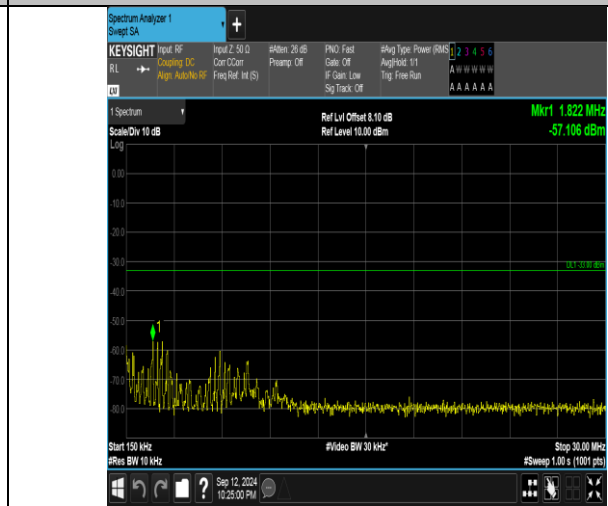 Spectrum Analyzer 1
Swept SA
+
KEYSIGHT Input: RF Input Z: 50 Ω #Atten: 26 dB PNO: Fast #Avg Type: Power (RMS 1 2 3 4 5 6
RL Coupling: DC Corr CCorr Preamp: Off Gate: Off Avg|Hold: 1/1 A W W W W W
Align: Auto/No RF Freq Ref: Int (S) IF Gain: Low Trig: Free Run
Sig Track: Off A A A A A A
1 Spectrum
Ref Lvl Offset 8.10 dB Mkr1 1.822 MHz
Scale/Div 10 dB Ref Level 10.00 dBm -57.106 dBm
Log
0.00
-10.0
-20.0
-30.0
DL1 -33.00 dBm
-40.0
-50.0
1
-60.0
-70.0
-80.0
Start 150 kHz #Video BW 30 kHz* Stop 30.00 MHz
#Res BW 10 kHz #Sweep 1.00 s (1001 pts)
? Sep 12, 2024
10:25:00 PM